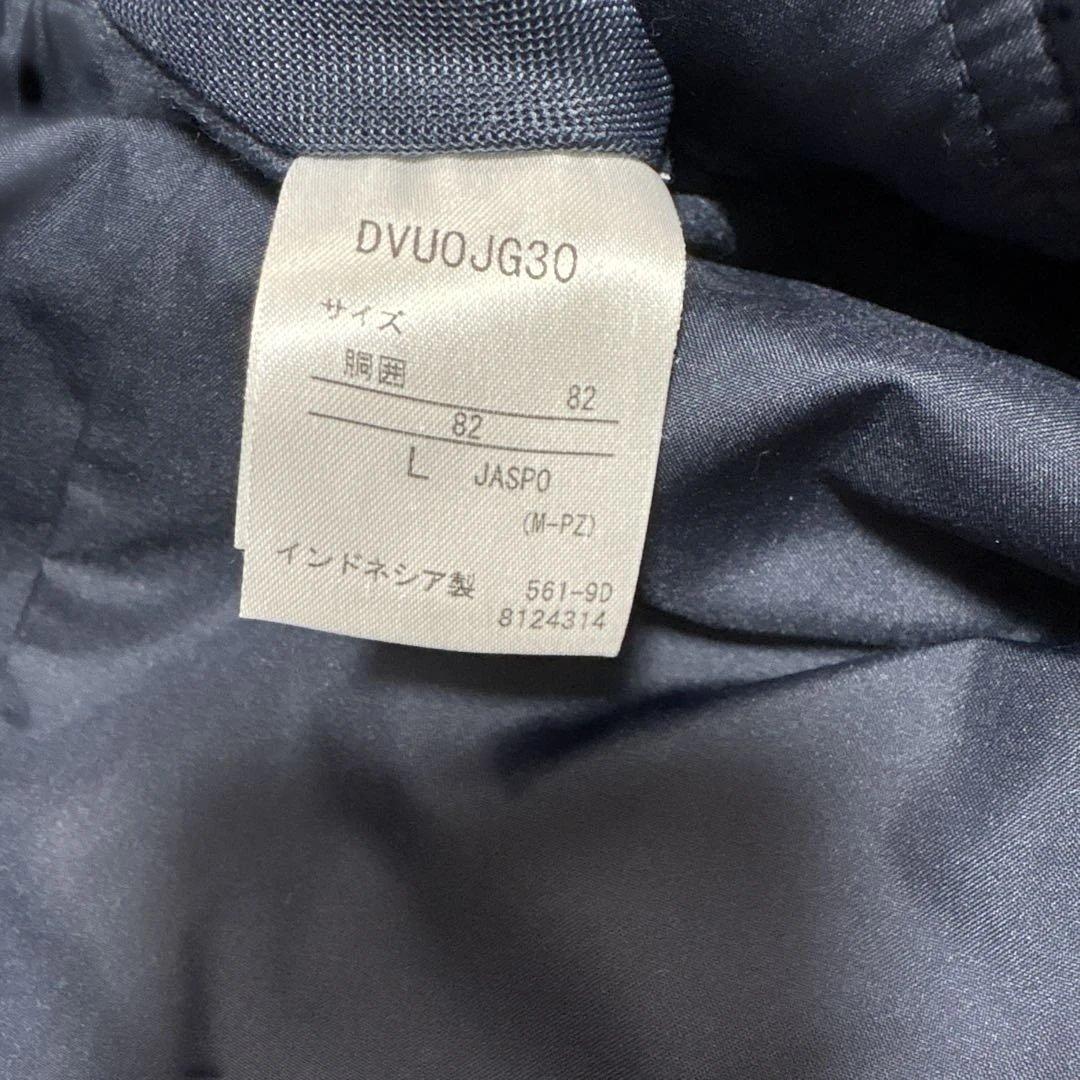 DVUOJG30
サイズ
胴囲 82
82
L JASPO
(M-PZ)
インドネシア製 561-9D
8124314